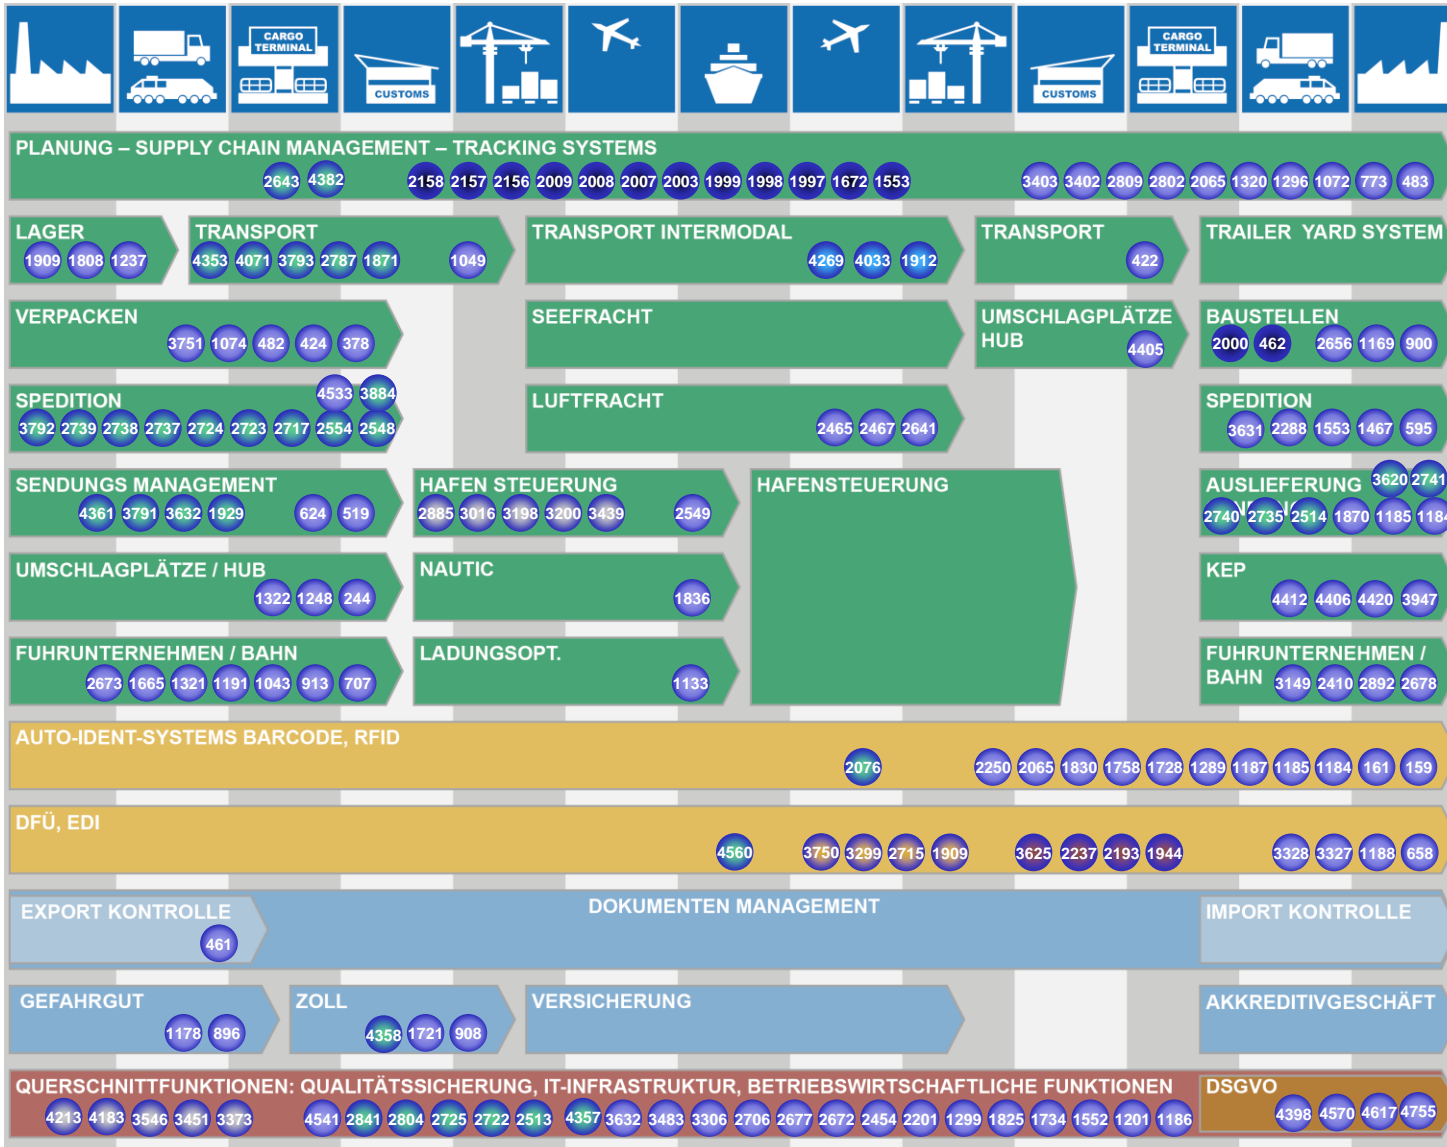 CARGO
TERMINAL
CUSTOMS
CUSTOMS
CARGO
TERMINAL
PLANUNG – SUPPLY CHAIN MANAGEMENT – TRACKING SYSTEMS
2643 4382 2158 2157 2156 2009 2008 2007 2003 1999 1998 1997 1672 1553 3403 3402 2809 2802 2065 1320 1296 1072 773 483
LAGER
1909 1808 1237
TRANSPORT
4353 4071 3793 2787 1871 1049
TRANSPORT INTERMODAL
4269 4033 1912
TRANSPORT
422
TRAILER YARD SYSTEM
VERPACKEN
3751 1074 482 424 378
SEEFRACHT
UMSCHLAGPLÄTZE
HUB
4405
BAUSTELLEN
2000 462 2656 1169 900
SPEDITION
4533 3884
3792 2739 2738 2737 2724 2723 2717 2554 2548
LUFTFRACHT
2465 2467 2641
SPEDITION
3631 2288 1553 1467 595
SENDUNGS MANAGEMENT
4361 3791 3632 1929 624 519
HAFEN STEUERUNG
2885 3016 3198 3200 3439 2549
HAFENSTEUERUNG
AUSLIEFERUNG
3620 2741
2740 2735 2514 1870 1185 1184
UMSCHLAGPLÄTZE / HUB
1322 1248 244
NAUTIC
1836
KEP
4412 4406 4420 3947
FUHRUNTERNEHMEN / BAHN
2673 1665 1321 1191 1043 913 707
LADUNGSOPT.
1133
FUHRUNTERNEHMEN /
BAHN
3149 2410 2892 2678
AUTO-IDENT-SYSTEMS BARCODE, RFID
2076 2250 2065 1830 1758 1728 1289 1187 1185 1184 161 159
DFÜ, EDI
4560 3750 3299 2715 1909 3625 2237 2193 1944 3328 3327 1188 658
EXPORT KONTROLLE
461
DOKUMENTEN MANAGEMENT
IMPORT KONTROLLE
GEFAHRGUT
1178 896
ZOLL
4358 1721 908
VERSICHERUNG
AKKREDITIVGESCHÄFT
QUERSCHNITTFUNKTIONEN: QUALITÄTSSICHERUNG, IT-INFRASTRUKTUR, BETRIEBSWIRTSCHAFTLICHE FUNKTIONEN
4213 4183 3546 3451 3373 4541 2841 2804 2725 2722 2513 4357 3632 3483 3306 2706 2677 2672 2454 2201 1299 1825 1734 1552 1201 1186
DSGVO
4398 4570 4617 4755